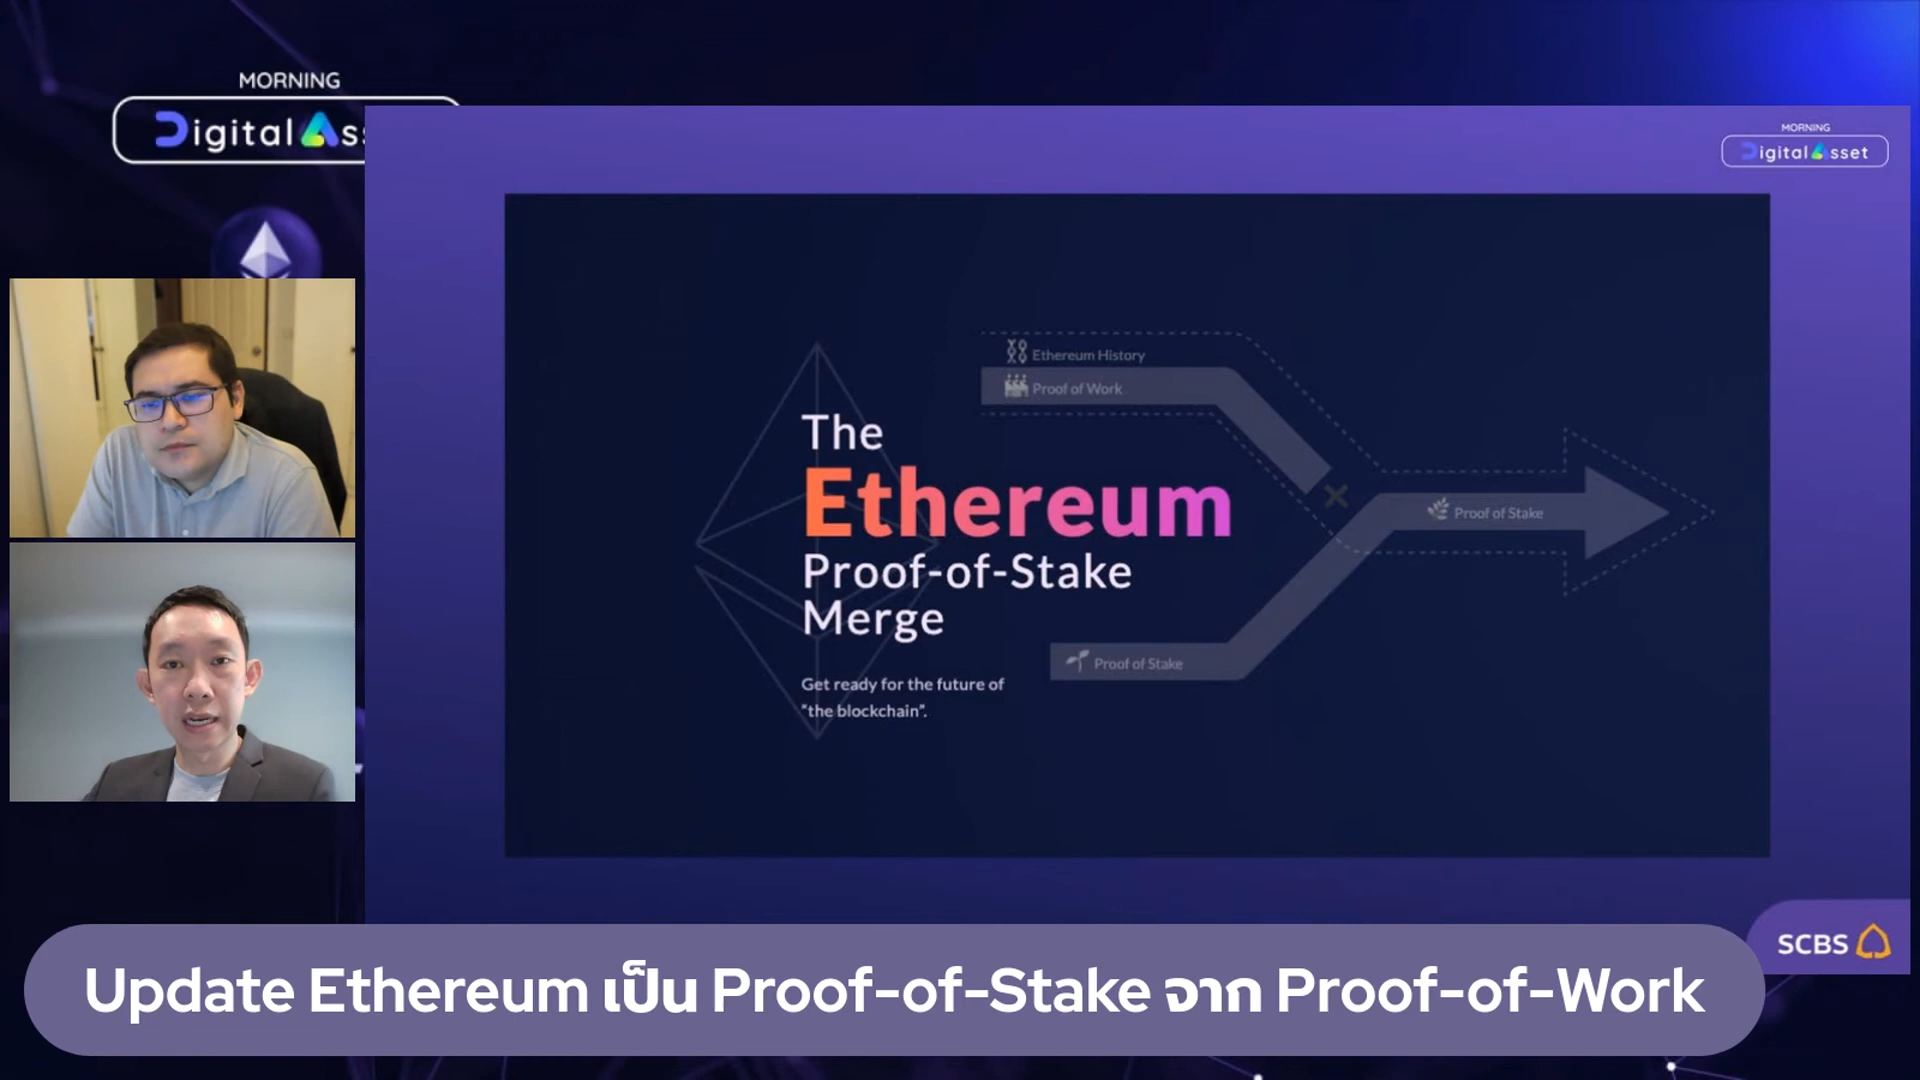 MORNING
Digital Ass
MORNING
Digital Asset
Ethereum History
Proof of Work
The
Ethereum
Proof-of-Stake
Merge
Proof of Stake
Proof of Stake
Get ready for the future of
"the blockchain".
SCBS
Update Ethereum เป็น Proof-of-Stake จาก Proof-of-Work